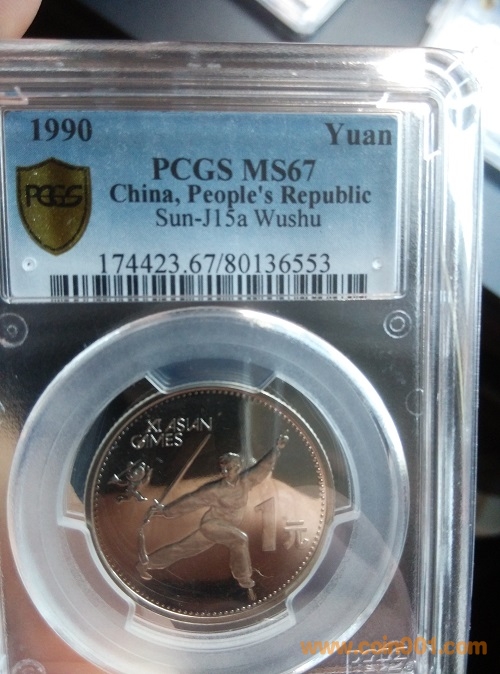 1990 Yuan
PCGS
PCGS MS67
China, People's Republic
Sun-J15a Wushu
174423.67/80136553
XI ASIAN
GAMES
1元
www.coin001.com